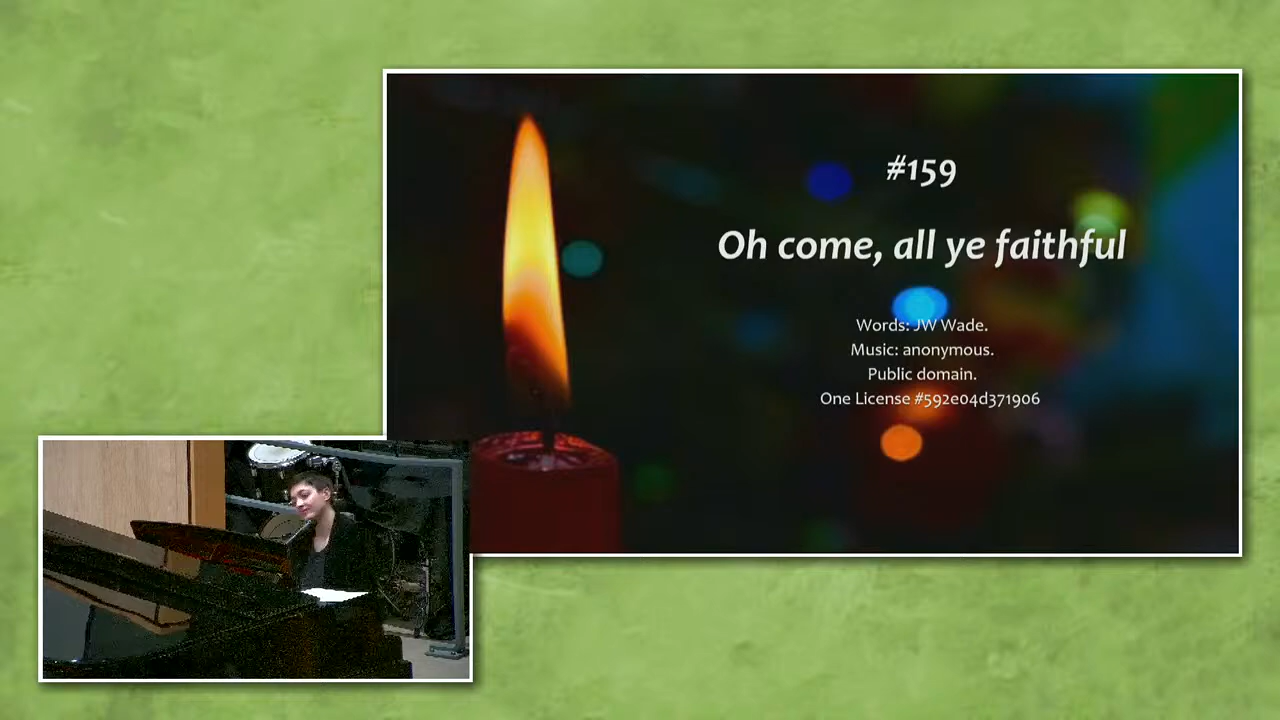 #159
Oh come, all ye faithful
Words: JW Wade.
Music: anonymous.
Public domain.
One License #592e04d371906